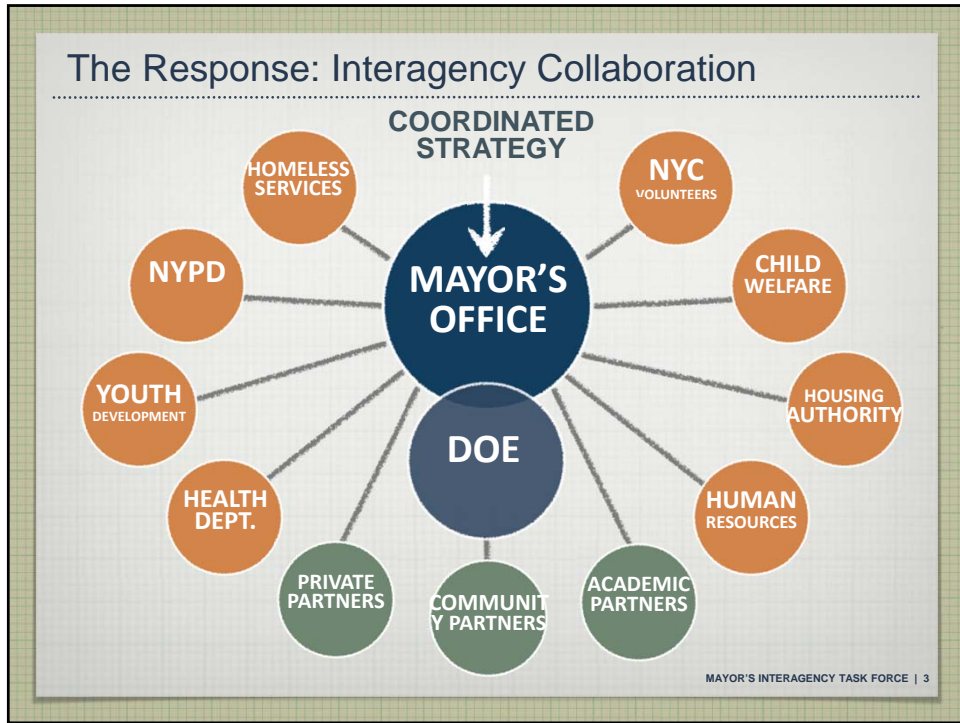 The Response: Interagency Collaboration
COORDINATED
STRATEGY
HOMELESS
SERVICES
NYC
VOLUNTEERS
NYPD
MAYOR'S
OFFICE
CHILD
WELFARE
YOUTH
DEVELOPMENT
HOUSING
AUTHORITY
DOE
HEALTH
DEPT.
HUMAN
RESOURCES
PRIVATE
PARTNERS
COMMUNIT
Y PARTNERS
ACADEMIC
PARTNERS
MAYOR'S INTERAGENCY TASK FORCE | 3